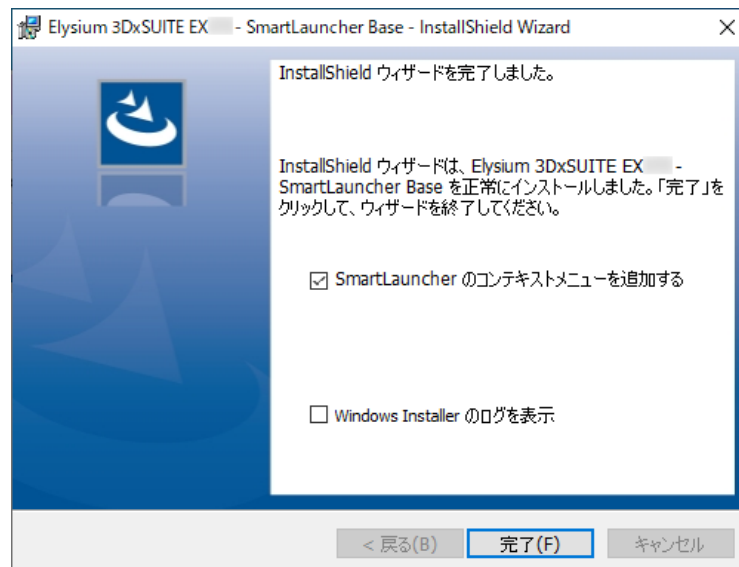 Elysium 3DxSUITE EX - SmartLauncher Base - InstallShield Wizard
InstallShield ウィザードを完了しました。
InstallShield ウィザードは、Elysium 3DxSUITE EX -
SmartLauncher Base を正常にインストールしました。「完了」を
クリックして、ウィザードを終了してください。
SmartLauncher のコンテキストメニューを追加する
Windows Installer のログを表示
< 戻る(B)
完了(F)
キャンセル